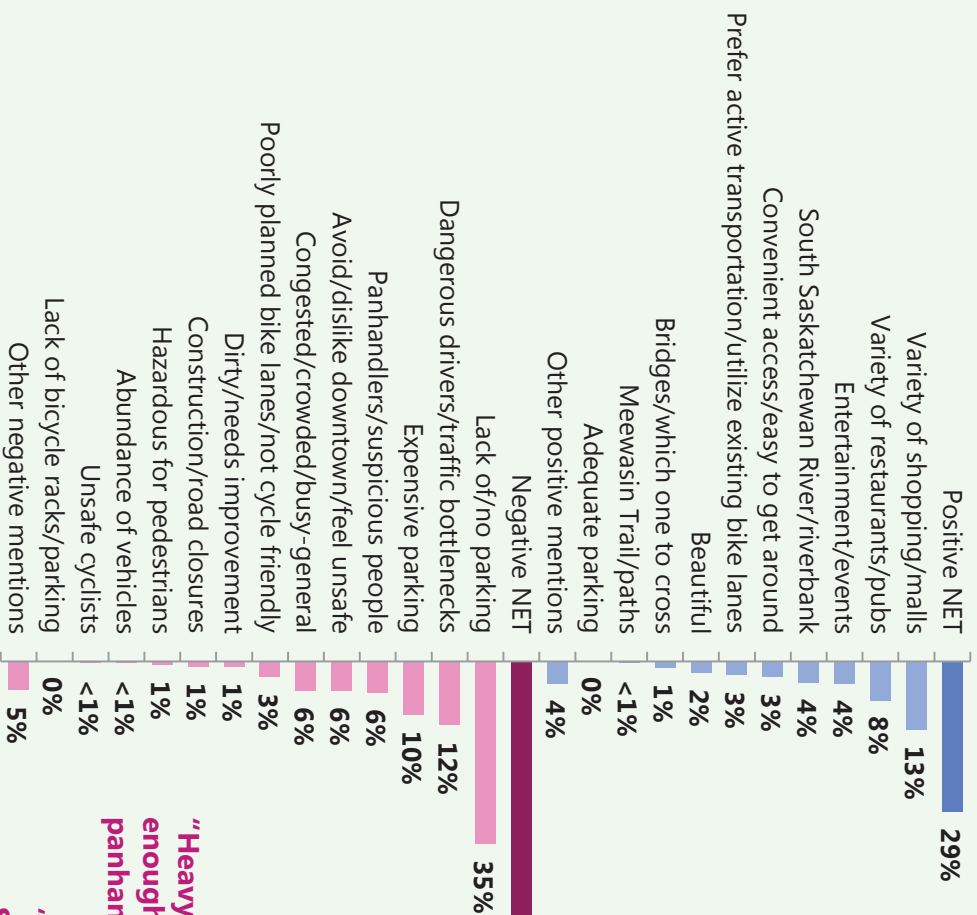 Positive NET 29%
Variety of shopping/malls 13%
Variety of restaurants/pubs 8%
Entertainment/events 4%
South Saskatchewan River/riverbank 4%
Convenient access/easy to get around 3%
Prefer active transportation/utilize existing bike lanes 3%
Beautiful 2%
Bridges/which one to cross 1%
Meewasin Trail/paths <1%
Adequate parking 0%
Other positive mentions 4%
Negative NET
Lack of/no parking 35%
Dangerous drivers/traffic bottlenecks 12%
Expensive parking 10%
Panhandlers/suspicious people 6%
Avoid/dislike downtown/feel unsafe 6%
Congested/crowded/busy-general 6%
Poorly planned bike lanes/not cycle friendly 3%
Dirty/needs improvement 1%
Construction/road closures 1%
Hazardous for pedestrians 1%
Abundance of vehicles <1%
Unsafe cyclists <1%
Lack of bicycle racks/parking 0%
Other negative mentions 5%
"Heavy
enough
panhan